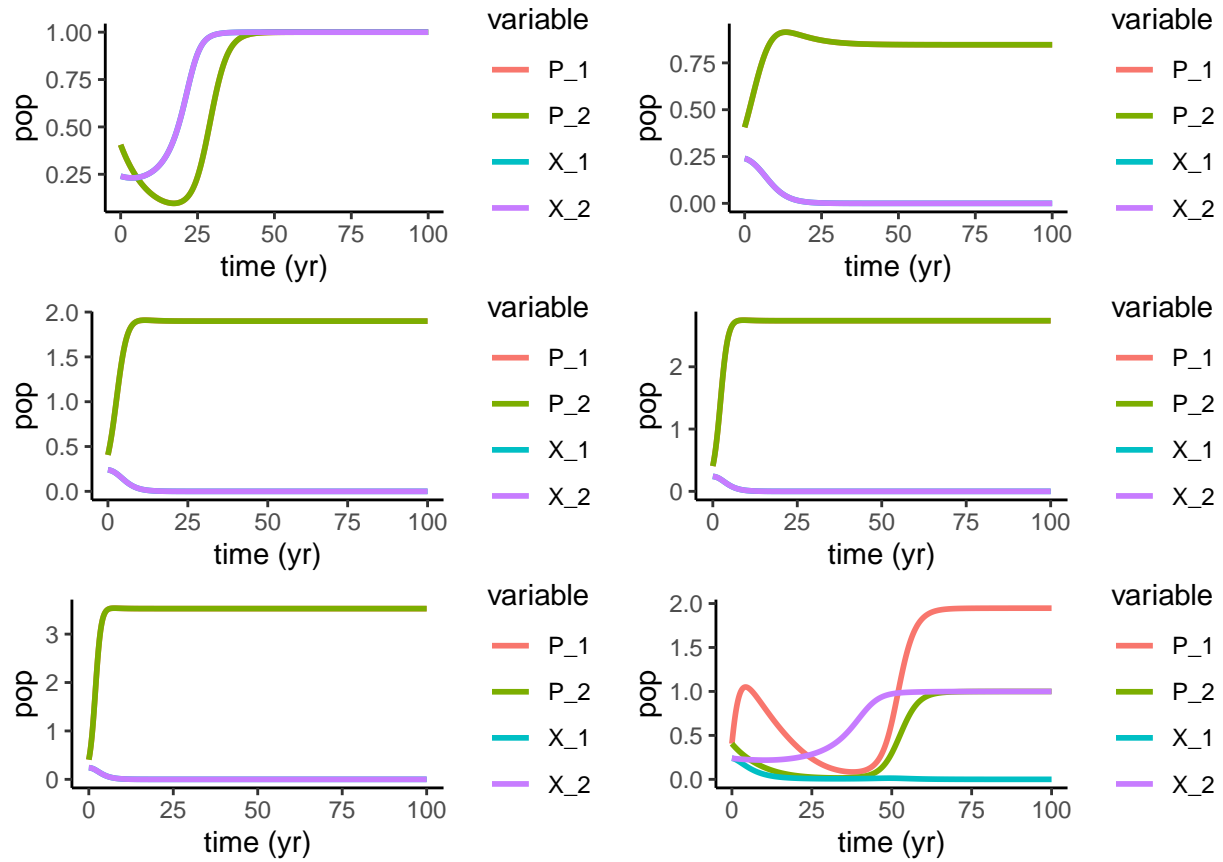 variable
pop
1.00
0.75
0.50
0.25
0 25 50 75 100
time (yr)
P_1
P_2
X_1
X_2
variable
pop
0.75
0.50
0.25
0.00
0 25 50 75 100
time (yr)
P_1
P_2
X_1
X_2
variable
pop
2.0
1.5
1.0
0.5
0.0
0 25 50 75 100
time (yr)
P_1
P_2
X_1
X_2
variable
pop
2
1
0
0 25 50 75 100
time (yr)
P_1
P_2
X_1
X_2
variable
pop
3
2
1
0
0 25 50 75 100
time (yr)
P_1
P_2
X_1
X_2
variable
pop
2.0
1.5
1.0
0.5
0.0
0 25 50 75 100
time (yr)
P_1
P_2
X_1
X_2